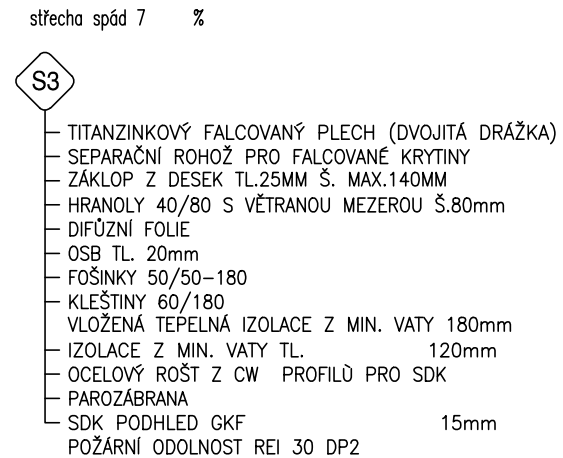 střecha spád 7 %
S3
TITANZINKOVÝ FALCOVANÝ PLECH (DVOJITÁ DRÁŽKA)
SEPARAČNÍ ROHOŽ PRO FALCOVANÉ KRYTINY
ZÁKLOP Z DESEK TL.25MM Š. MAX.140MM
HRANOLY 40/80 S VĚTRANOU MEZEROU Š.80mm
DIFŮZNÍ FOLIE
OSB TL. 20mm
FOŠINKY 50/50-180
KLEŠTINY 60/180
VLOŽENÁ TEPELNÁ IZOLACE Z MIN. VATY 180mm
IZOLACE Z MIN. VATY TL. 120mm
OCELOVÝ ROŠT Z CW PROFILÙ PRO SDK
PAROZÁBRANA
SDK PODHLED GKF 15mm
POŽÁRNÍ ODOLNOST REI 30 DP2